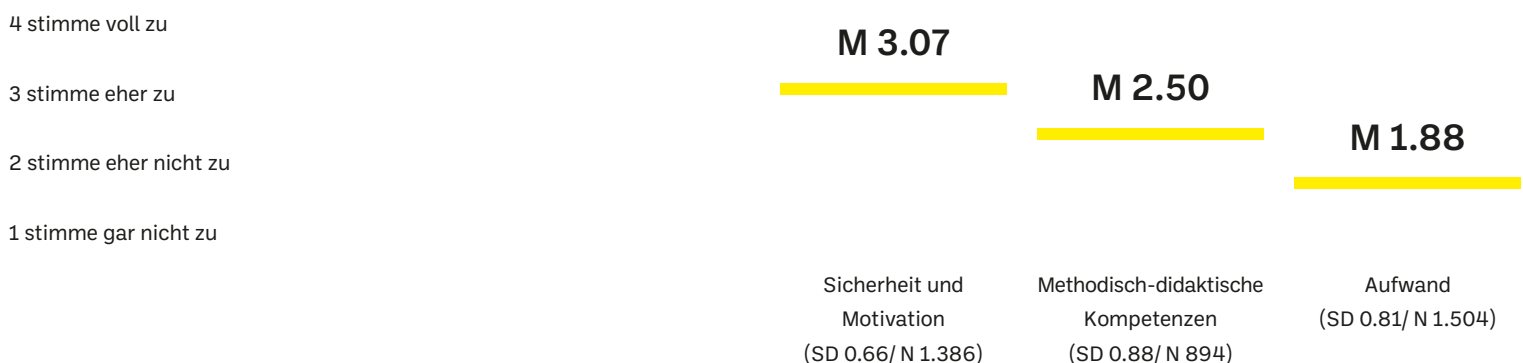 4 stimme voll zu
3 stimme eher zu
2 stimme eher nicht zu
1 stimme gar nicht zu
M 3.07
M 2.50
M 1.88
Sicherheit und
Motivation
(SD 0.66/ N 1.386)
Methodisch-didaktische
Kompetenzen
(SD 0.88/ N 894)
Aufwand
(SD 0.81/ N 1.504)